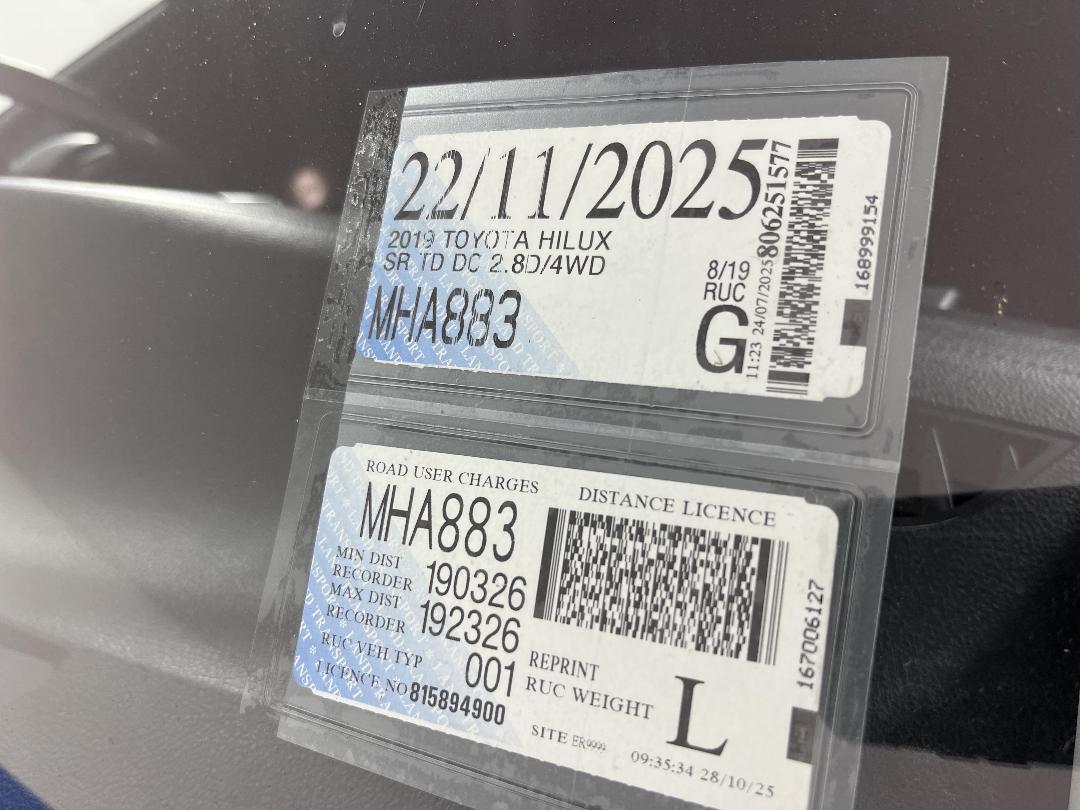 22/11/2025
2019 TOYOTA HILUX
SR TD DC 2.8D/4WD
MHA883
8/19
RUC
G
11:23 24/07/2025
806251577
168999154
ROAD USER CHARGES
DISTANCE LICENCE
MHA883
MIN DIST
RECORDER 190326
MAX DIST
RECORDER 192326
RUC VEH TYP 001
LICENCE NO 815894900
REPRINT
RUC WEIGHT L
SITE ER9999
09:35:34 28/10/25
167006127